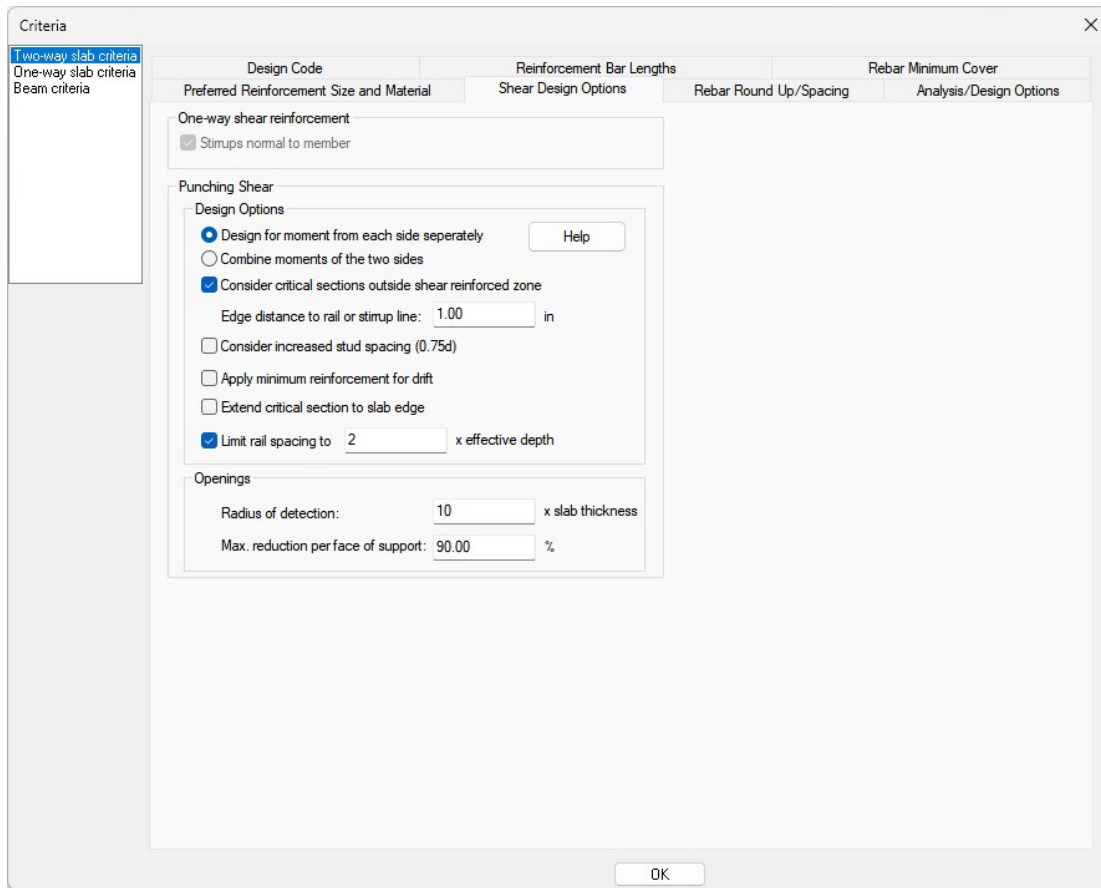 Criteria
Two-way slab criteria
One-way slab criteria
Beam criteria
Design Code
Reinforcement Bar Lengths
Rebar Minimum Cover
Preferred Reinforcement Size and Material
Shear Design Options
Rebar Round Up/Spacing
Analysis/Design Options
One-way shear reinforcement
Stirrups normal to member
Punching Shear
Design Options
Design for moment from each side seperately
Help
Combine moments of the two sides
Consider critical sections outside shear reinforced zone
Edge distance to rail or stirrup line: 1.00 in
Consider increased stud spacing (0.75d)
Apply minimum reinforcement for drift
Extend critical section to slab edge
Limit rail spacing to 2 x effective depth
Openings
Radius of detection: 10 x slab thickness
Max. reduction per face of support: 90.00 %
OK